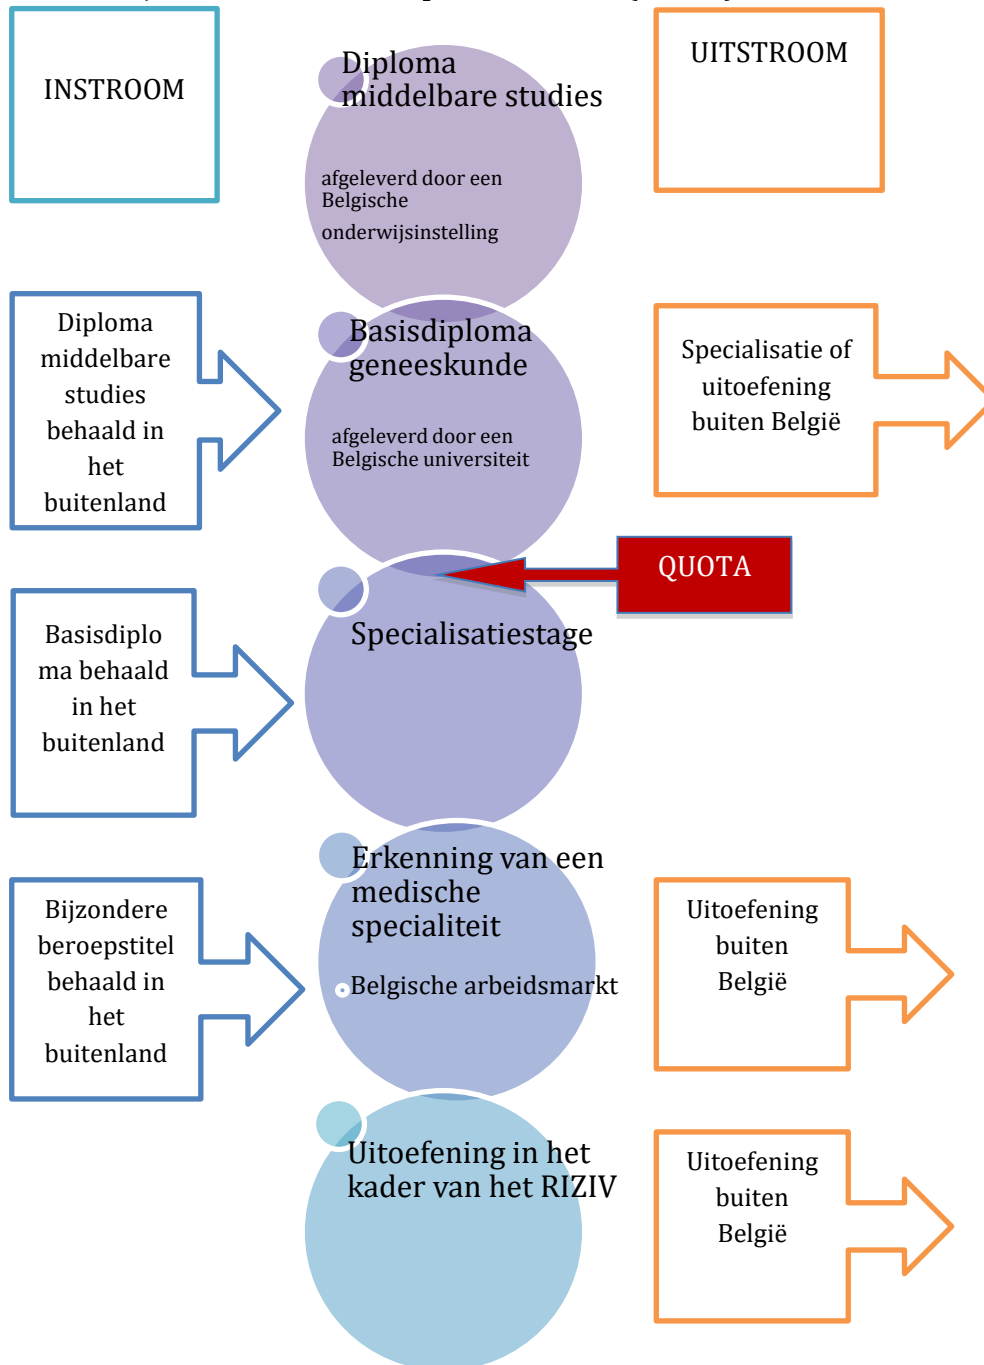 INSTROOM
Diploma
middelbare studies
afgeleverd door een
Belgische
onderwijsinstelling
UITSTROOM
Diploma
middelbare
studies
behaald in
het
buitenland
Basisdiploma
geneeskunde
afgeleverd door een
Belgische universiteit
Specialisatie of
uitoefening
buiten België
QUOTA
Basisdiplo
ma behaald
in het
buitenland
Specialisatiestage
Bijzondere
beroepstitel
behaald in
het
buitenland
Erkenning van een
medische
specialiteit
Belgische arbeidsmarkt
Uitoefening
buiten
België
Uitoefening in het
kader van het RIZIV
Uitoefening
buiten
België